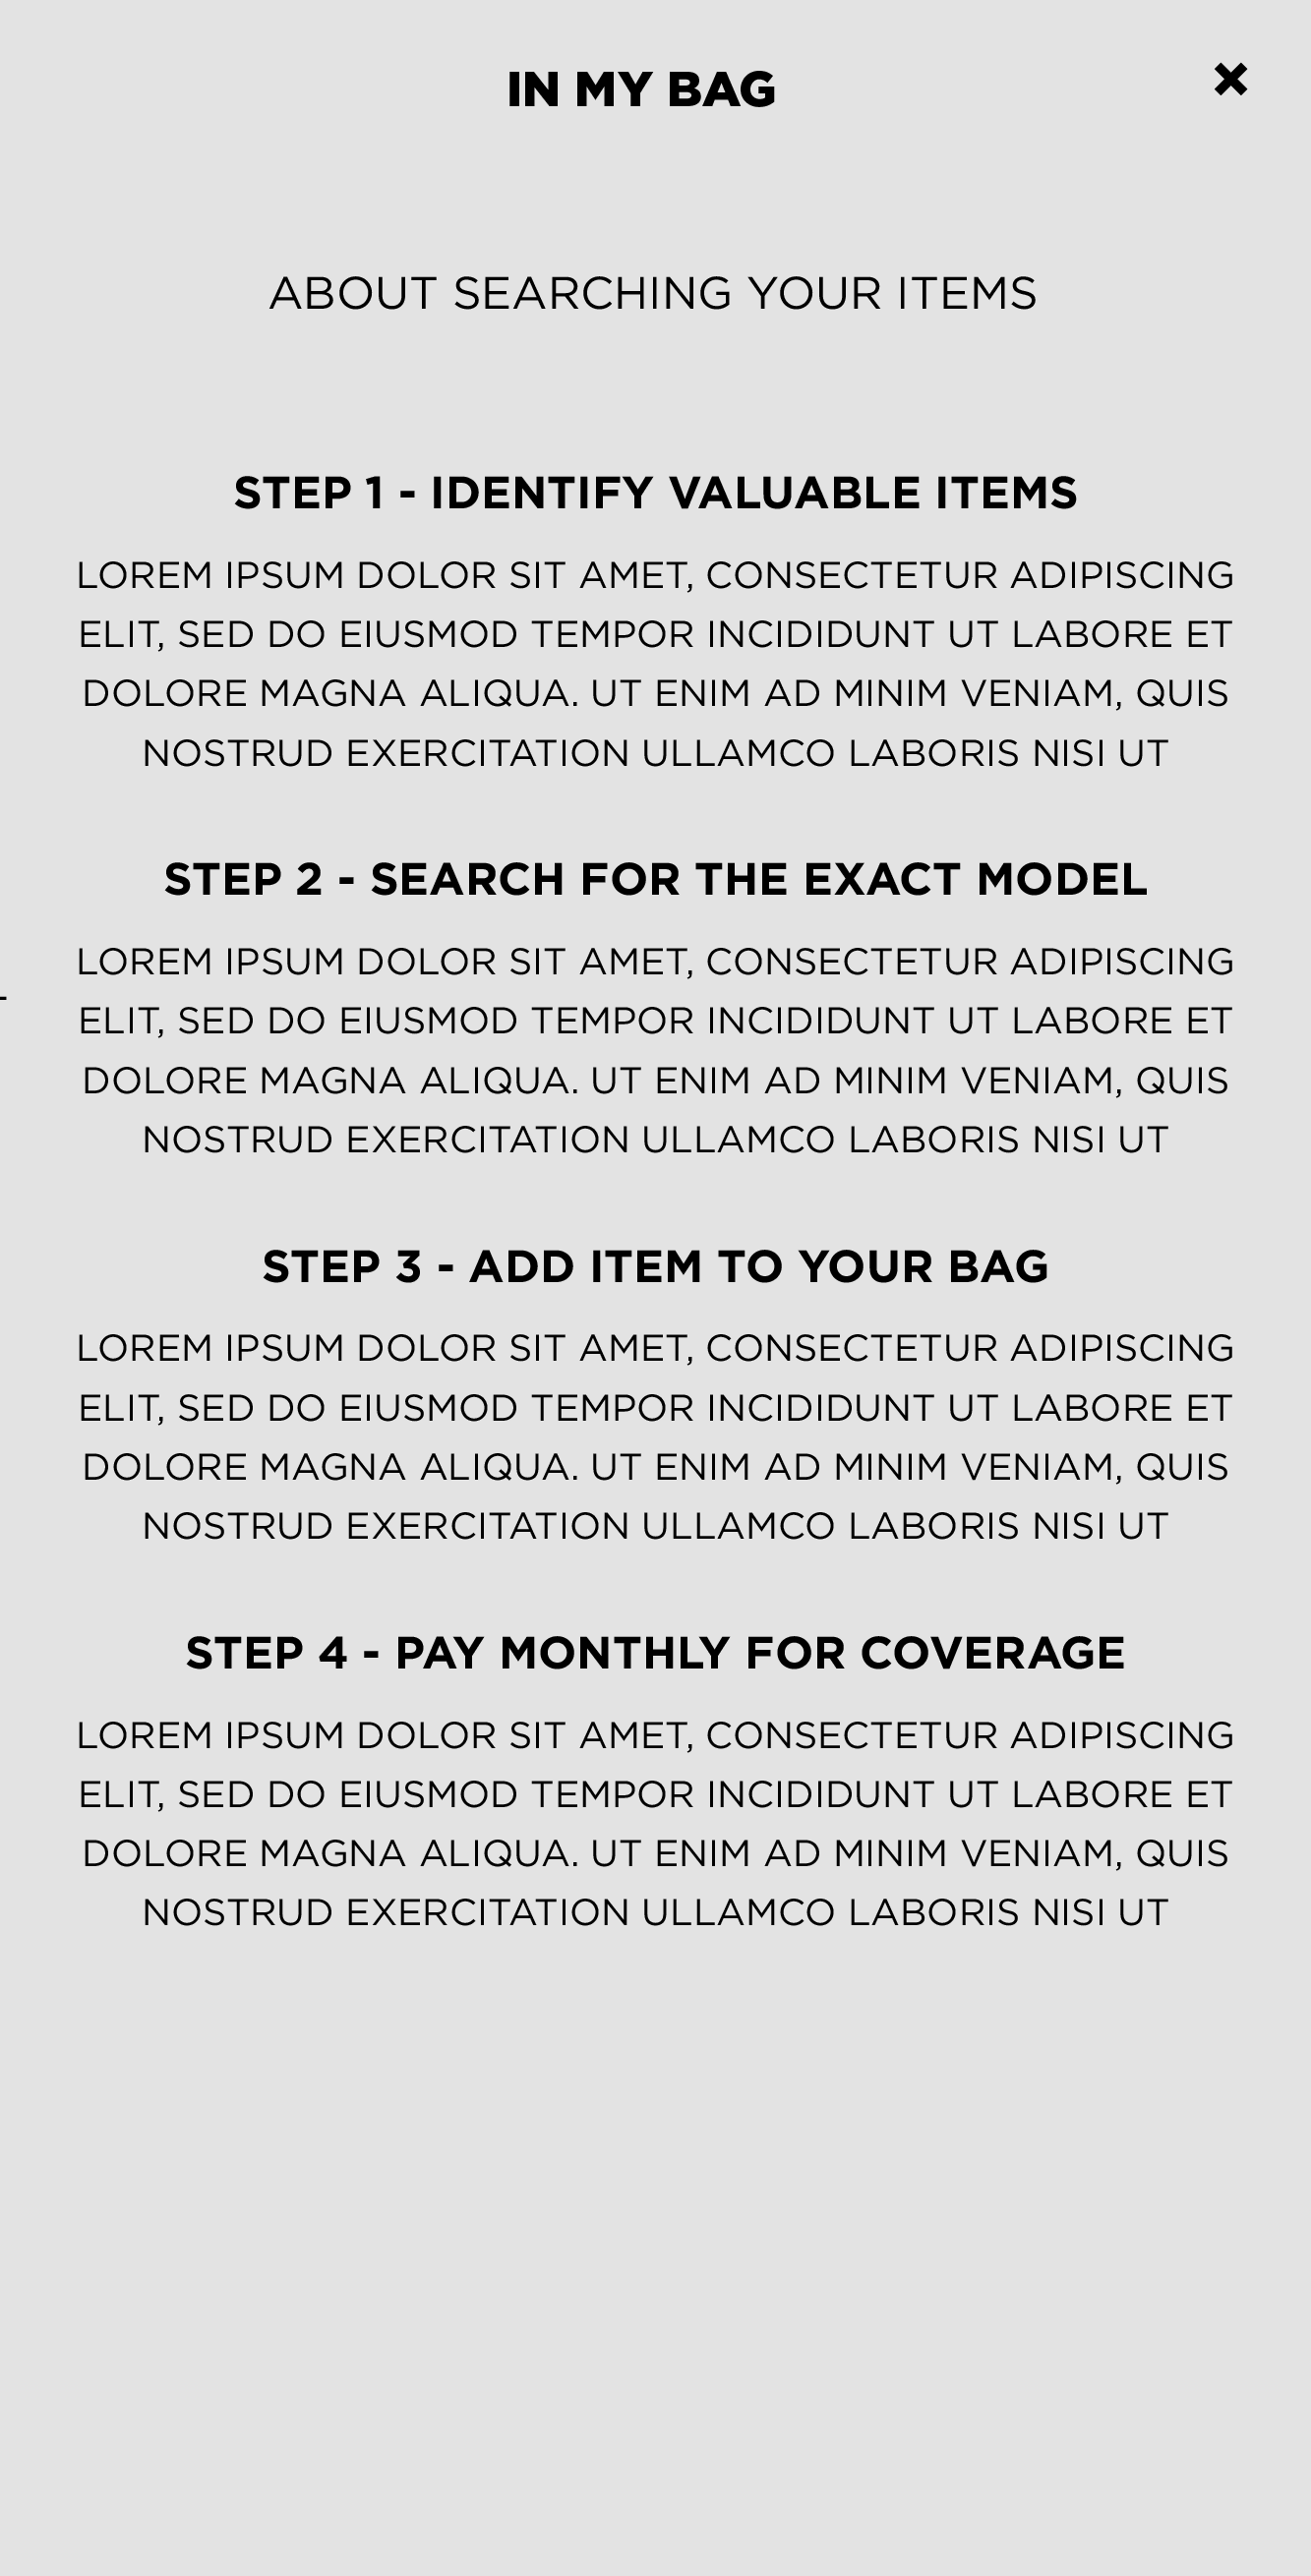 IN MY BAG
ABOUT SEARCHING YOUR ITEMS
STEP 1 - IDENTIFY VALUABLE ITEMS
LOREM IPSUM DOLOR SIT AMET, CONSECTETUR ADIPISCING
ELIT, SED DO EIUSMOD TEMPOR INCIDIDUNT UT LABORE ET
DOLORE MAGNA ALIQUA. UT ENIM AD MINIM VENIAM, QUIS
NOSTRUD EXERCITATION ULLAMCO LABORIS NISI UT
STEP 2 - SEARCH FOR THE EXACT MODEL
LOREM IPSUM DOLOR SIT AMET, CONSECTETUR ADIPISCING
ELIT, SED DO EIUSMOD TEMPOR INCIDIDUNT UT LABORE ET
DOLORE MAGNA ALIQUA. UT ENIM AD MINIM VENIAM, QUIS
NOSTRUD EXERCITATION ULLAMCO LABORIS NISI UT
STEP 3 - ADD ITEM TO YOUR BAG
LOREM IPSUM DOLOR SIT AMET, CONSECTETUR ADIPISCING
ELIT, SED DO EIUSMOD TEMPOR INCIDIDUNT UT LABORE ET
DOLORE MAGNA ALIQUA. UT ENIM AD MINIM VENIAM, QUIS
NOSTRUD EXERCITATION ULLAMCO LABORIS NISI UT
STEP 4 - PAY MONTHLY FOR COVERAGE
LOREM IPSUM DOLOR SIT AMET, CONSECTETUR ADIPISCING
ELIT, SED DO EIUSMOD TEMPOR INCIDIDUNT UT LABORE ET
DOLORE MAGNA ALIQUA. UT ENIM AD MINIM VENIAM, QUIS
NOSTRUD EXERCITATION ULLAMCO LABORIS NISI UT